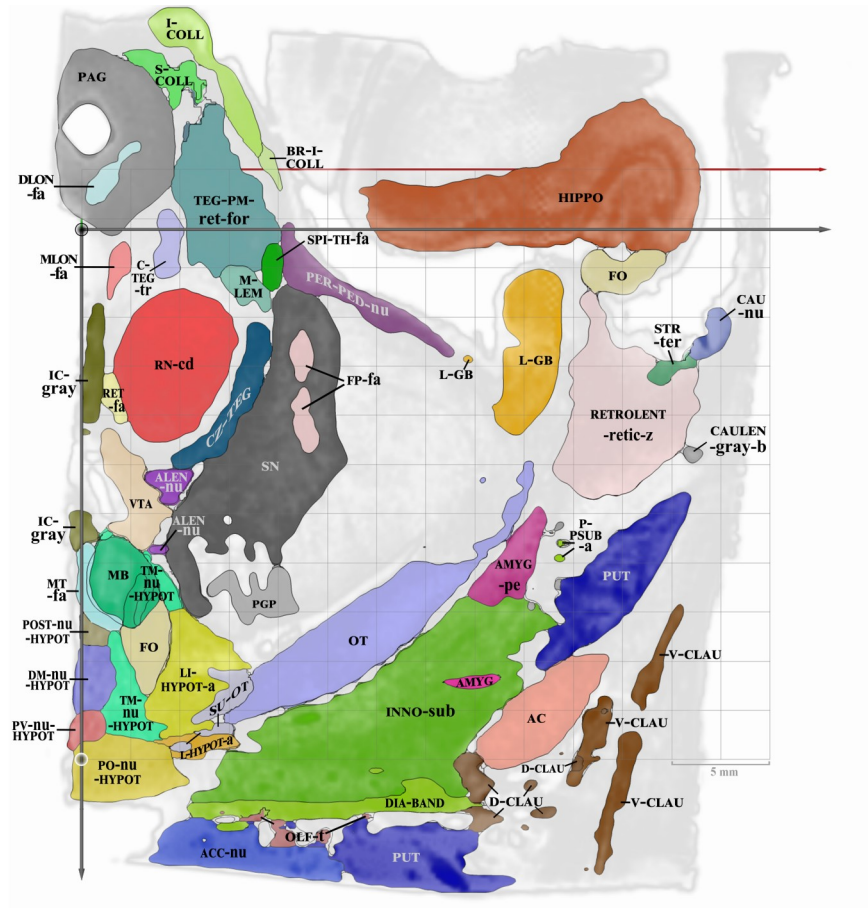 I-
COLL
S-
COLL
PAG
BR-I-
COLL
DLON
-fa
TEG-PM-
ret-for
HIPPO
SPI-TH-fa
MLON
-fa
C-
TEG
-tr
M-
LEM
PER-PED-nu
FO
CAU
-nu
STR
-ter
RN-cd
L-GB
L-GB
IC-
gray
RET
-fa
FP-fa
CZ-TEG
RETROLENT
-retic-z
CAULEN
-gray-b
SN
ALEN
-nu
VTA
IC-
gray
ALEN
-nu
P-
PSUB
-a
AMYG
-pe
PUT
MB
TM-
nu
-HYPOT
MT
-fa
PGP
POST-nu
-HYPOT
FO
OT
V-CLAU
LI-
HYPOT-a
DM-nu
-HYPOT
SU-OT
AMYG
TM-
nu
-HYPOT
INNO-sub
AC
V-CLAU
PV-nu-
HYPOT
L-HYPOT-a
PO-nu
-HYPOT
D-CLAU
5 mm
DIA-BAND
D-CLAU
V-CLAU
OLF-t
ACC-nu
PUT